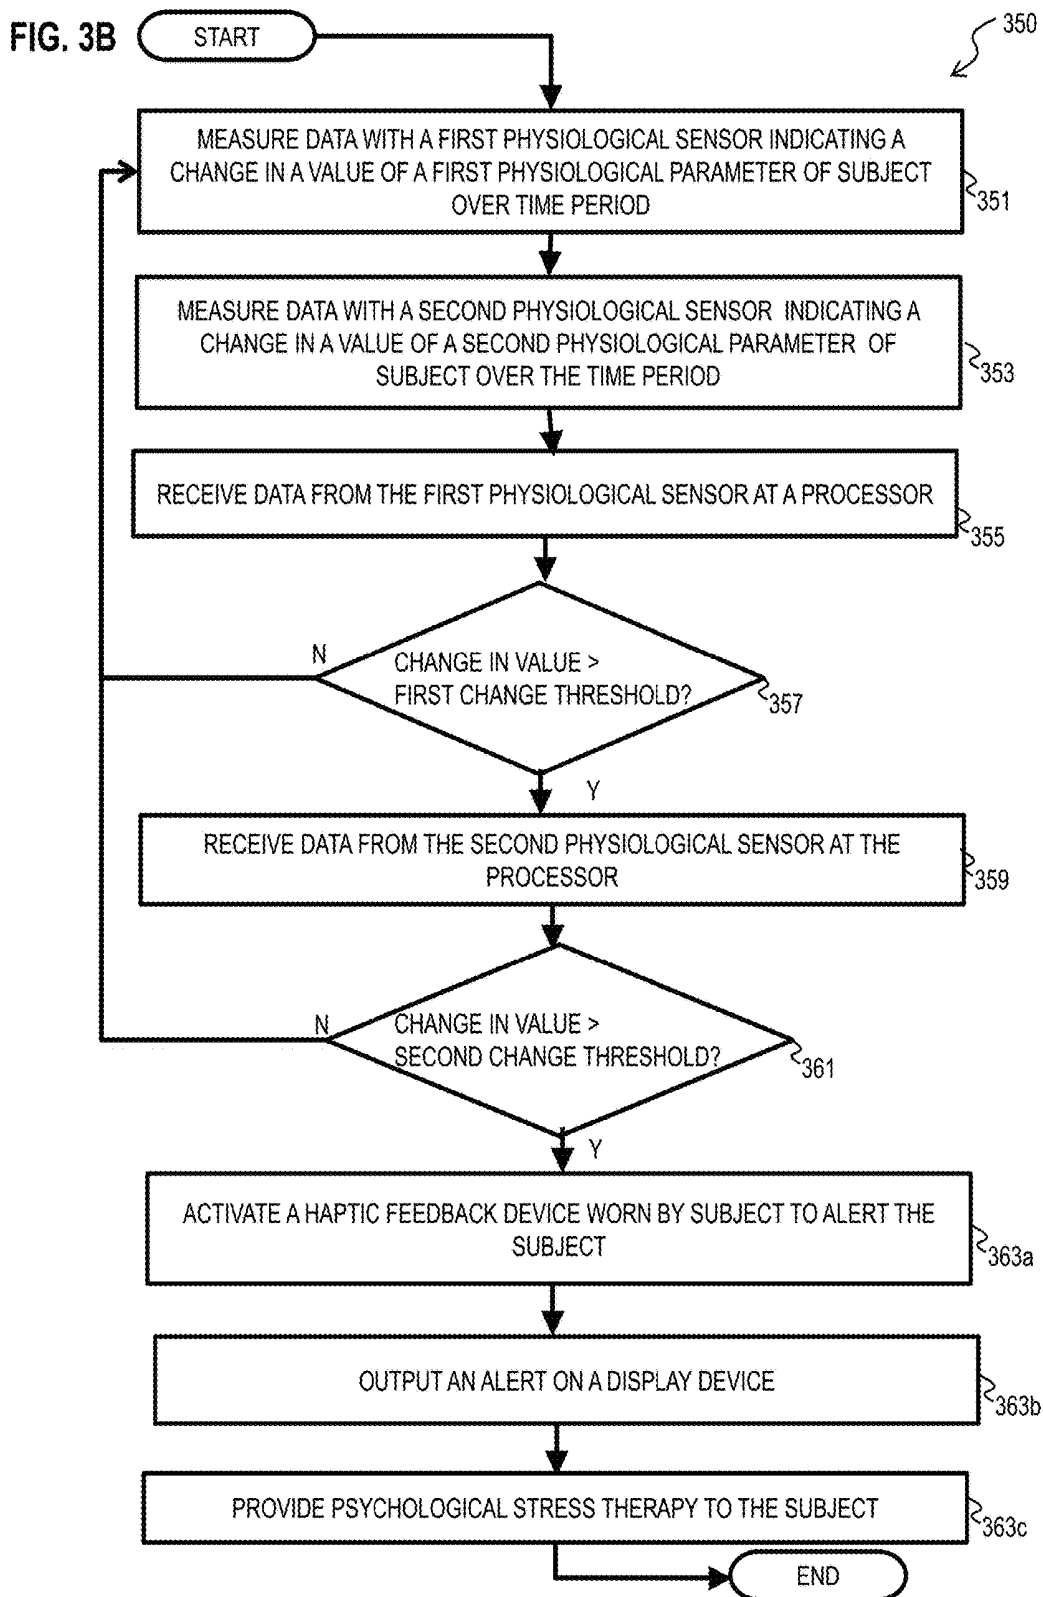 FIG. 3B
START
350
MEASURE DATA WITH A FIRST PHYSIOLOGICAL SENSOR INDICATING A
CHANGE IN A VALUE OF A FIRST PHYSIOLOGICAL PARAMETER OF SUBJECT
OVER TIME PERIOD
351
MEASURE DATA WITH A SECOND PHYSIOLOGICAL SENSOR INDICATING A
CHANGE IN A VALUE OF A SECOND PHYSIOLOGICAL PARAMETER OF
SUBJECT OVER THE TIME PERIOD
353
RECEIVE DATA FROM THE FIRST PHYSIOLOGICAL SENSOR AT A PROCESSOR
355
N
CHANGE IN VALUE >
FIRST CHANGE THRESHOLD?
357
Y
RECEIVE DATA FROM THE SECOND PHYSIOLOGICAL SENSOR AT THE
PROCESSOR
359
N
CHANGE IN VALUE >
SECOND CHANGE THRESHOLD?
361
Y
ACTIVATE A HAPTIC FEEDBACK DEVICE WORN BY SUBJECT TO ALERT THE
SUBJECT
363a
OUTPUT AN ALERT ON A DISPLAY DEVICE
363b
PROVIDE PSYCHOLOGICAL STRESS THERAPY TO THE SUBJECT
363c
END